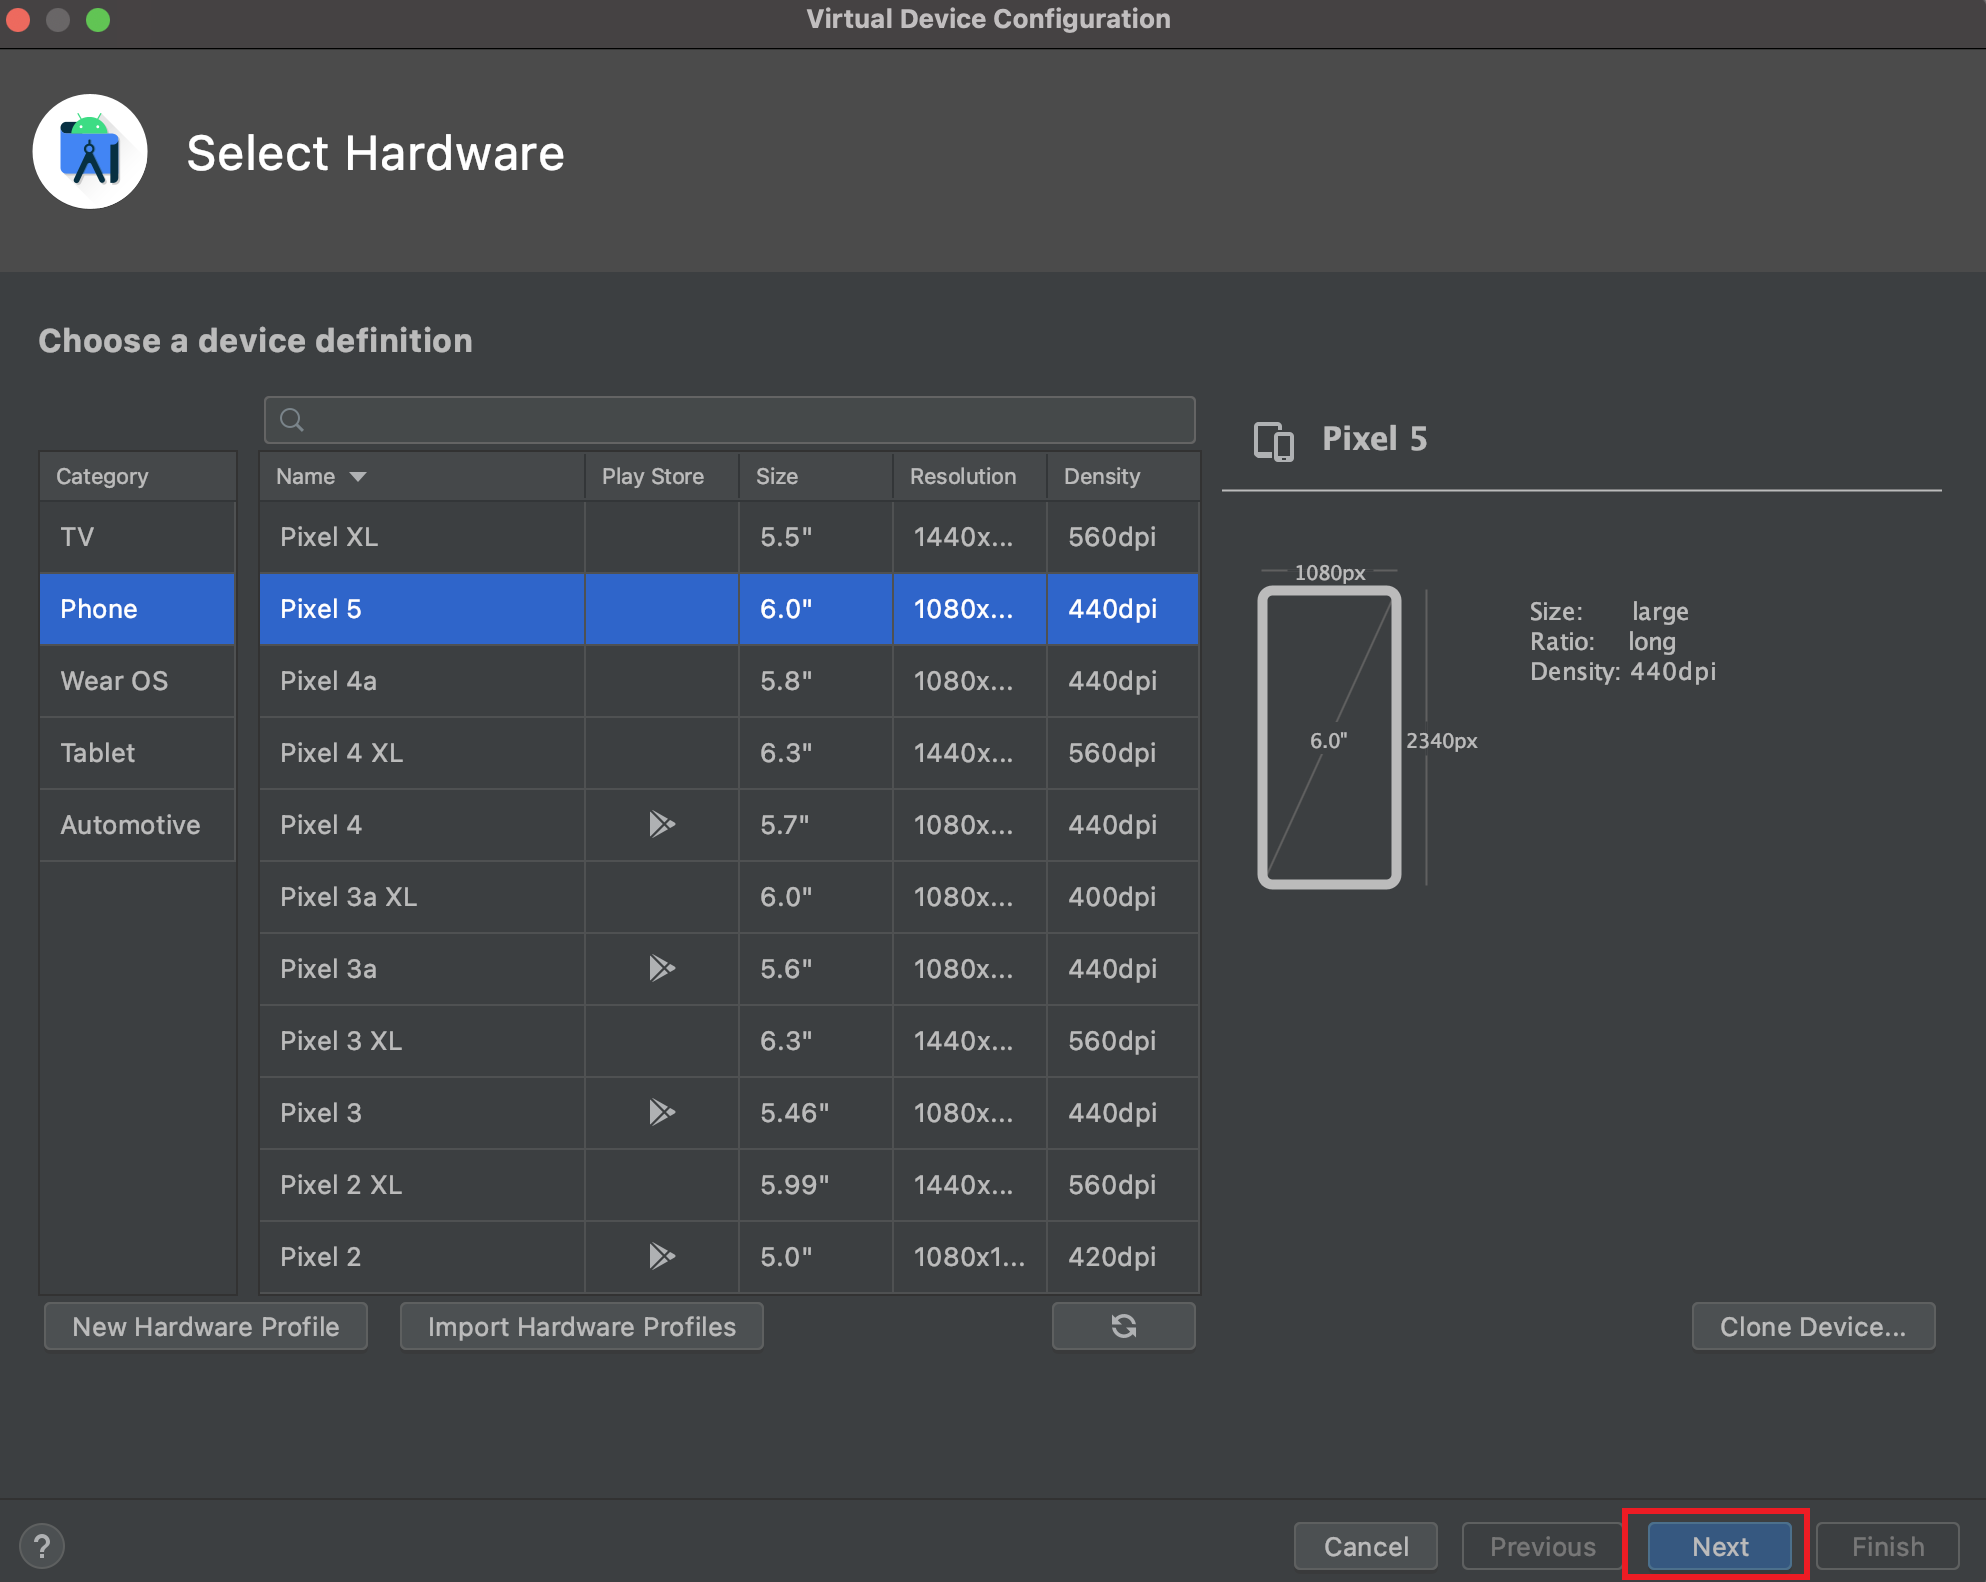 Virtual Device Configuration
Select Hardware
Choose a device definition
Category
TV
Phone
Wear OS
Tablet
Automotive
Name Play Store Size Resolution Density
Pixel XL 5.5" 1440x... 560dpi
Pixel 5 6.0" 1080x... 440dpi
Pixel 4a 5.8" 1080x... 440dpi
Pixel 4 XL 6.3" 1440x... 560dpi
Pixel 4 5.7" 1080x... 440dpi
Pixel 3a XL 6.0" 1080x... 400dpi
Pixel 3a 5.6" 1080x... 440dpi
Pixel 3 XL 6.3" 1440x... 560dpi
Pixel 3 5.46" 1080x... 440dpi
Pixel 2 XL 5.99" 1440x... 560dpi
Pixel 2 5.0" 1080x1... 420dpi
Pixel 5
1080px
6.0"
2340px
Size: large
Ratio: long
Density: 440dpi
New Hardware Profile
Import Hardware Profiles
Clone Device...
?
Cancel
Previous
Next
Finish